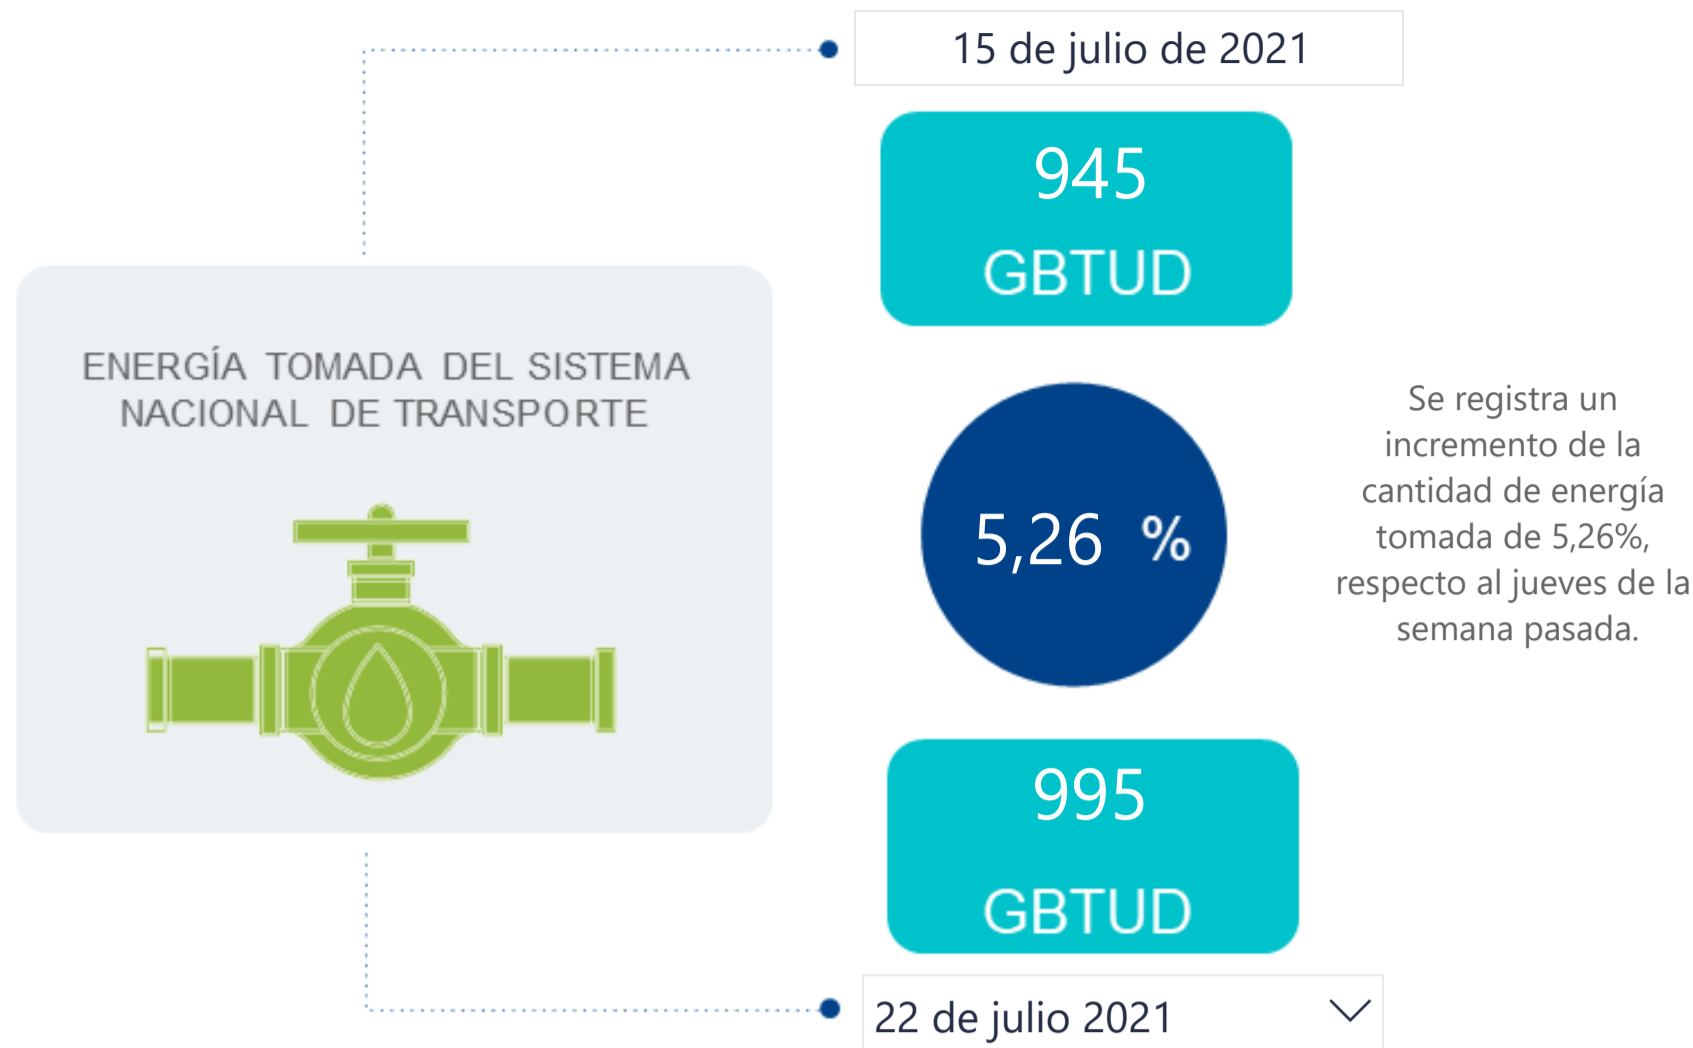 15 de julio de 2021
945
GBTUD
ENERGÍA TOMADA DEL SISTEMA
NACIONAL DE TRANSPORTE
5,26 %
Se registra un
incremento de la
cantidad de energía
tomada de 5,26%,
respecto al jueves de la
semana pasada.
995
GBTUD
22 de julio 2021